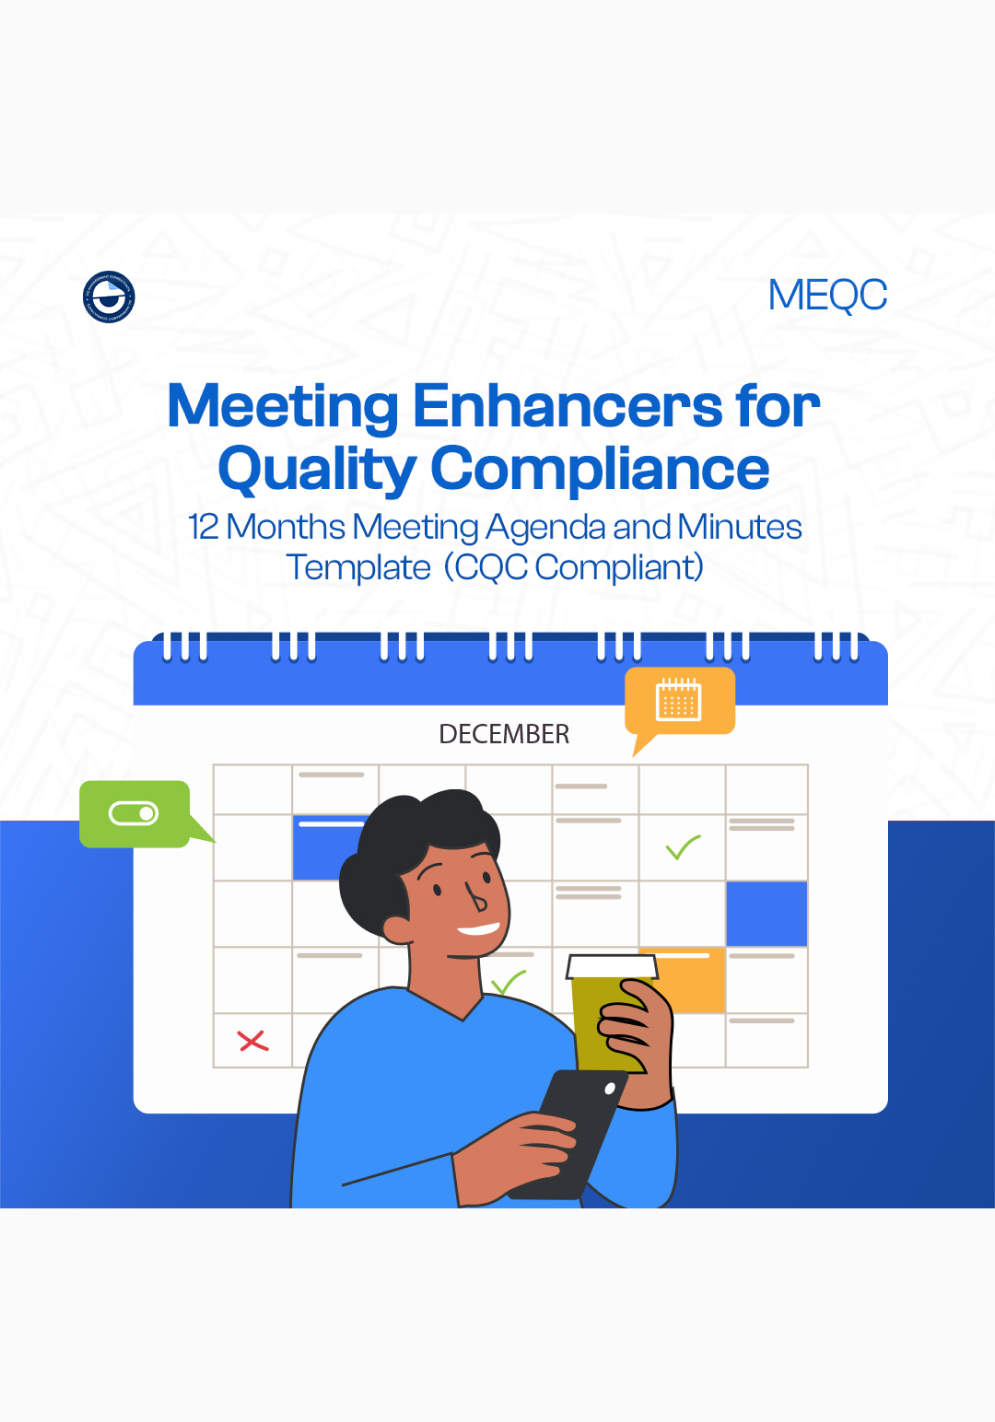 MEQC
Meeting Enhancers for
Quality Compliance
12 Months Meeting Agenda and Minutes
Template (CQC Compliant)
DECEMBER